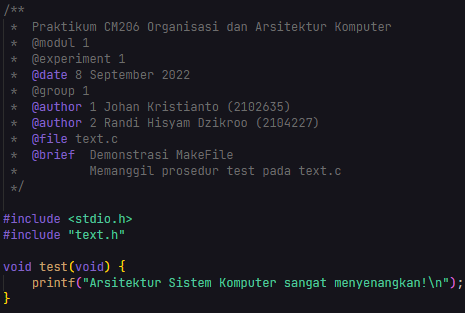 /**
 *  Praktikum CM206 Organisasi dan Arsitektur Komputer
 *  @modul 1
 *  @experiment 1
 *  @date 8 September 2022
 *  @group 1
 *  @author 1 Johan Kristianto (2102635)
 *  @author 2 Randi Hisyam Dzikroo (2104227)
 *  @file text.c
 *  @brief  Demonstrasi MakeFile
 *          Memanggil prosedur test pada text.c
 */
#include <stdio.h>
#include "text.h"
void test(void) {
    printf("Arsitektur Sistem Komputer sangat menyenangkan!\n");
}